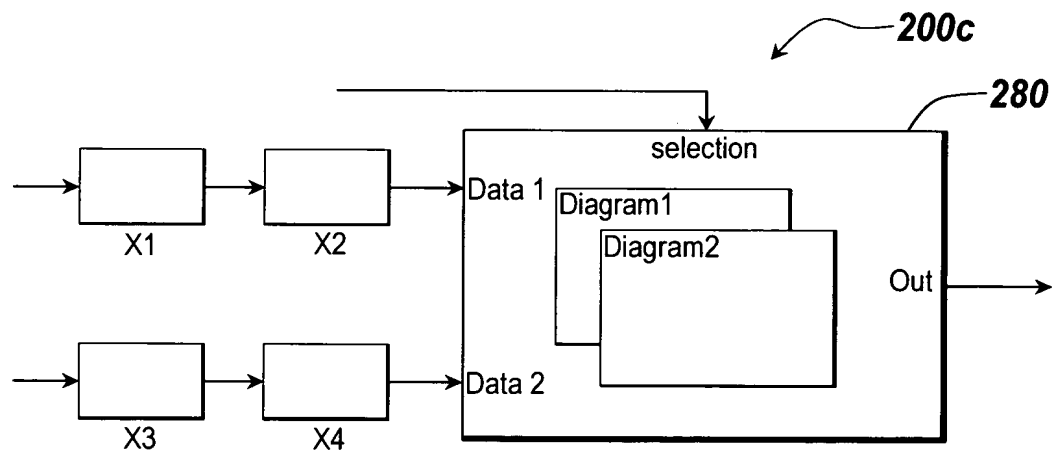 200c
280
selection
Data 1
Diagram1
Diagram2
X1
X2
Out
Data 2
X3
X4